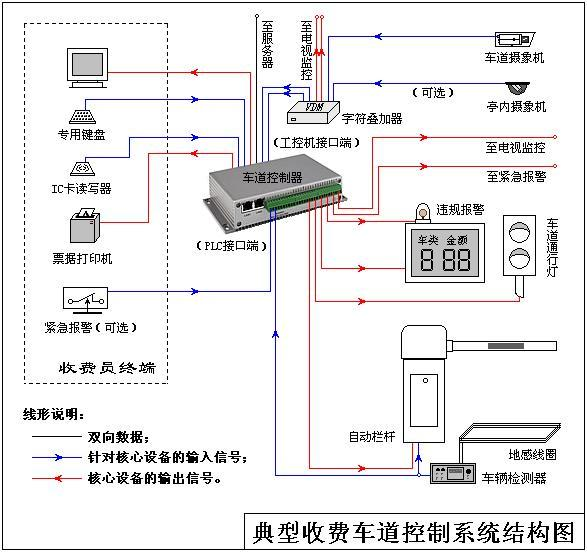 至服务器
至电视监控
车道摄象机
VDM
字符叠加器
(可选)
亭内摄象机
专用键盘
(工控机接口端)
至电视监控
车道控制器
至紧急报警
IC卡读写器
违规报警
车道通行灯
(PLC接口端)
车类 金额
8 88
票据打印机
紧急报警(可选)
收费员终端
线形说明:
双向数据;
针对核心设备的输入信号;
核心设备的输出信号。
自动栏杆
地感线圈
车辆检测器
典型收费车道控制系统结构图